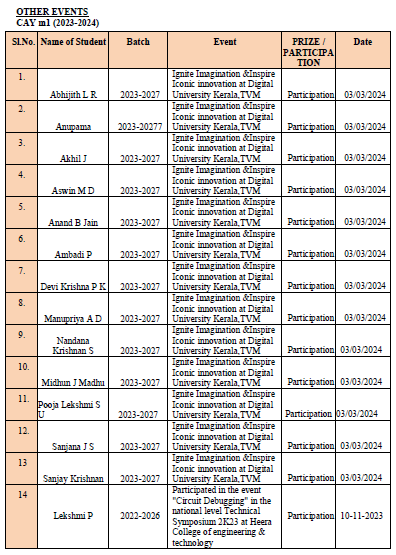 OTHER EVENTS
CAY m1 (2023-2024)
Sl.No. Name of Student Batch Event PRIZE / PARTICIPA TION Date
1. Abhijith L R 2023-2027 Ignite Imagination &Inspire Iconic innovation at Digital University Kerala,TVM Participation 03/03/2024
2. Anupama 2023-20277 Ignite Imagination &Inspire Iconic innovation at Digital University Kerala,TVM Participation 03/03/2024
3. Akhil J 2023-2027 Ignite Imagination &Inspire Iconic innovation at Digital University Kerala,TVM Participation 03/03/2024
4. Aswin M D 2023-2027 Ignite Imagination &Inspire Iconic innovation at Digital University Kerala,TVM Participation 03/03/2024
5. Anand B Jain 2023-2027 Ignite Imagination &Inspire Iconic innovation at Digital University Kerala,TVM Participation 03/03/2024
6. Ambadi P 2023-2027 Ignite Imagination &Inspire Iconic innovation at Digital University Kerala,TVM Participation 03/03/2024
7. Devi Krishna P K 2023-2027 Ignite Imagination &Inspire Iconic innovation at Digital University Kerala,TVM Participation 03/03/2024
8. Manupriya A D 2023-2027 Ignite Imagination &Inspire Iconic innovation at Digital University Kerala,TVM Participation 03/03/2024
9. Nandana Krishnan S 2023-2027 Ignite Imagination &Inspire Iconic innovation at Digital University Kerala,TVM Participation 03/03/2024
10. Midhun J Madhu 2023-2027 Ignite Imagination &Inspire Iconic innovation at Digital University Kerala,TVM Participation 03/03/2024
11. Pooja Lekshmi S U 2023-2027 Ignite Imagination &Inspire Iconic innovation at Digital University Kerala,TVM Participation 03/03/2024
12. Sanjana J S 2023-2027 Ignite Imagination &Inspire Iconic innovation at Digital University Kerala,TVM Participation 03/03/2024
13 Sanjay Krishnan 2023-2027 Ignite Imagination &Inspire Iconic innovation at Digital University Kerala,TVM Participation 03/03/2024
14 Lekshmi P 2022-2026 Participated in the event "Circuit Debugging" in the national level Technical Symposium 2K23 at Heera College of engineering & technology Participation 10-11-2023